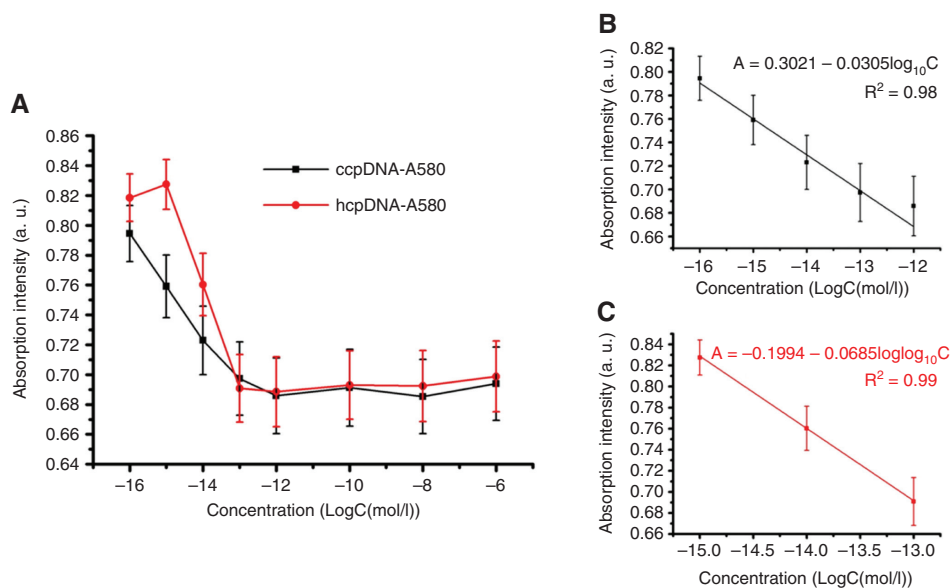 A
Absorption intensity (a. u.)
0.86
0.84
0.82
0.80
0.78
0.76
0.74
0.72
0.70
0.68
0.66
0.64
ccpDNA-A580
hcpDNA-A580
−16 −14 −12 −10 −8 −6
Concentration (LogC(mol/l))
B
Absorption intensity (a. u.)
0.82
0.80
0.78
0.76
0.74
0.72
0.70
0.68
0.66
A = 0.3021 − 0.0305log₁₀C
R² = 0.98
−16 −15 −14 −13 −12
Concentration (LogC(mol/l))
C
Absorption intensity (a. u.)
0.84
0.82
0.80
0.78
0.76
0.74
0.72
0.70
0.68
0.66
A = −0.1994 − 0.0685loglog₁₀C
R² = 0.99
−15.0 −14.5 −14.0 −13.5 −13.0
Concentration (LogC(mol/l))